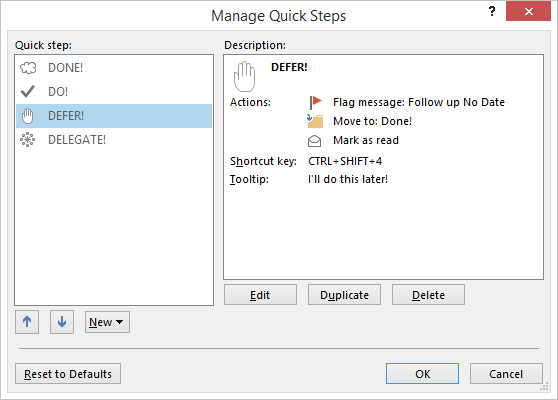 Manage Quick Steps
?
Quick step:
DONE!
DO!
DEFER!
DELEGATE!
New
Description:
DEFER!
Actions: Flag message: Follow up No Date
Move to: Done!
Mark as read
Shortcut key: CTRL+SHIFT+4
Tooltip: I'll do this later!
Edit Duplicate Delete
Reset to Defaults OK Cancel